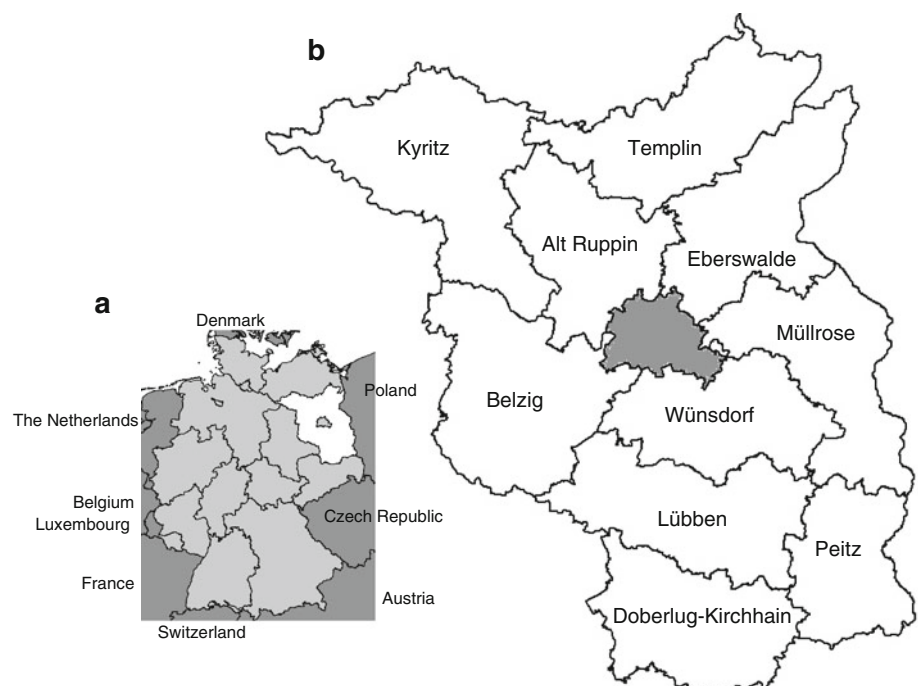 b
Kyritz
Templin
Alt Ruppin
Eberswalde
Müllrose
Belzig
Wünsdorf
Lübben
Peitz
Doberlug-Kirchhain
a
Denmark
Poland
The Netherlands
Belgium
Luxembourg
Czech Republic
France
Austria
Switzerland